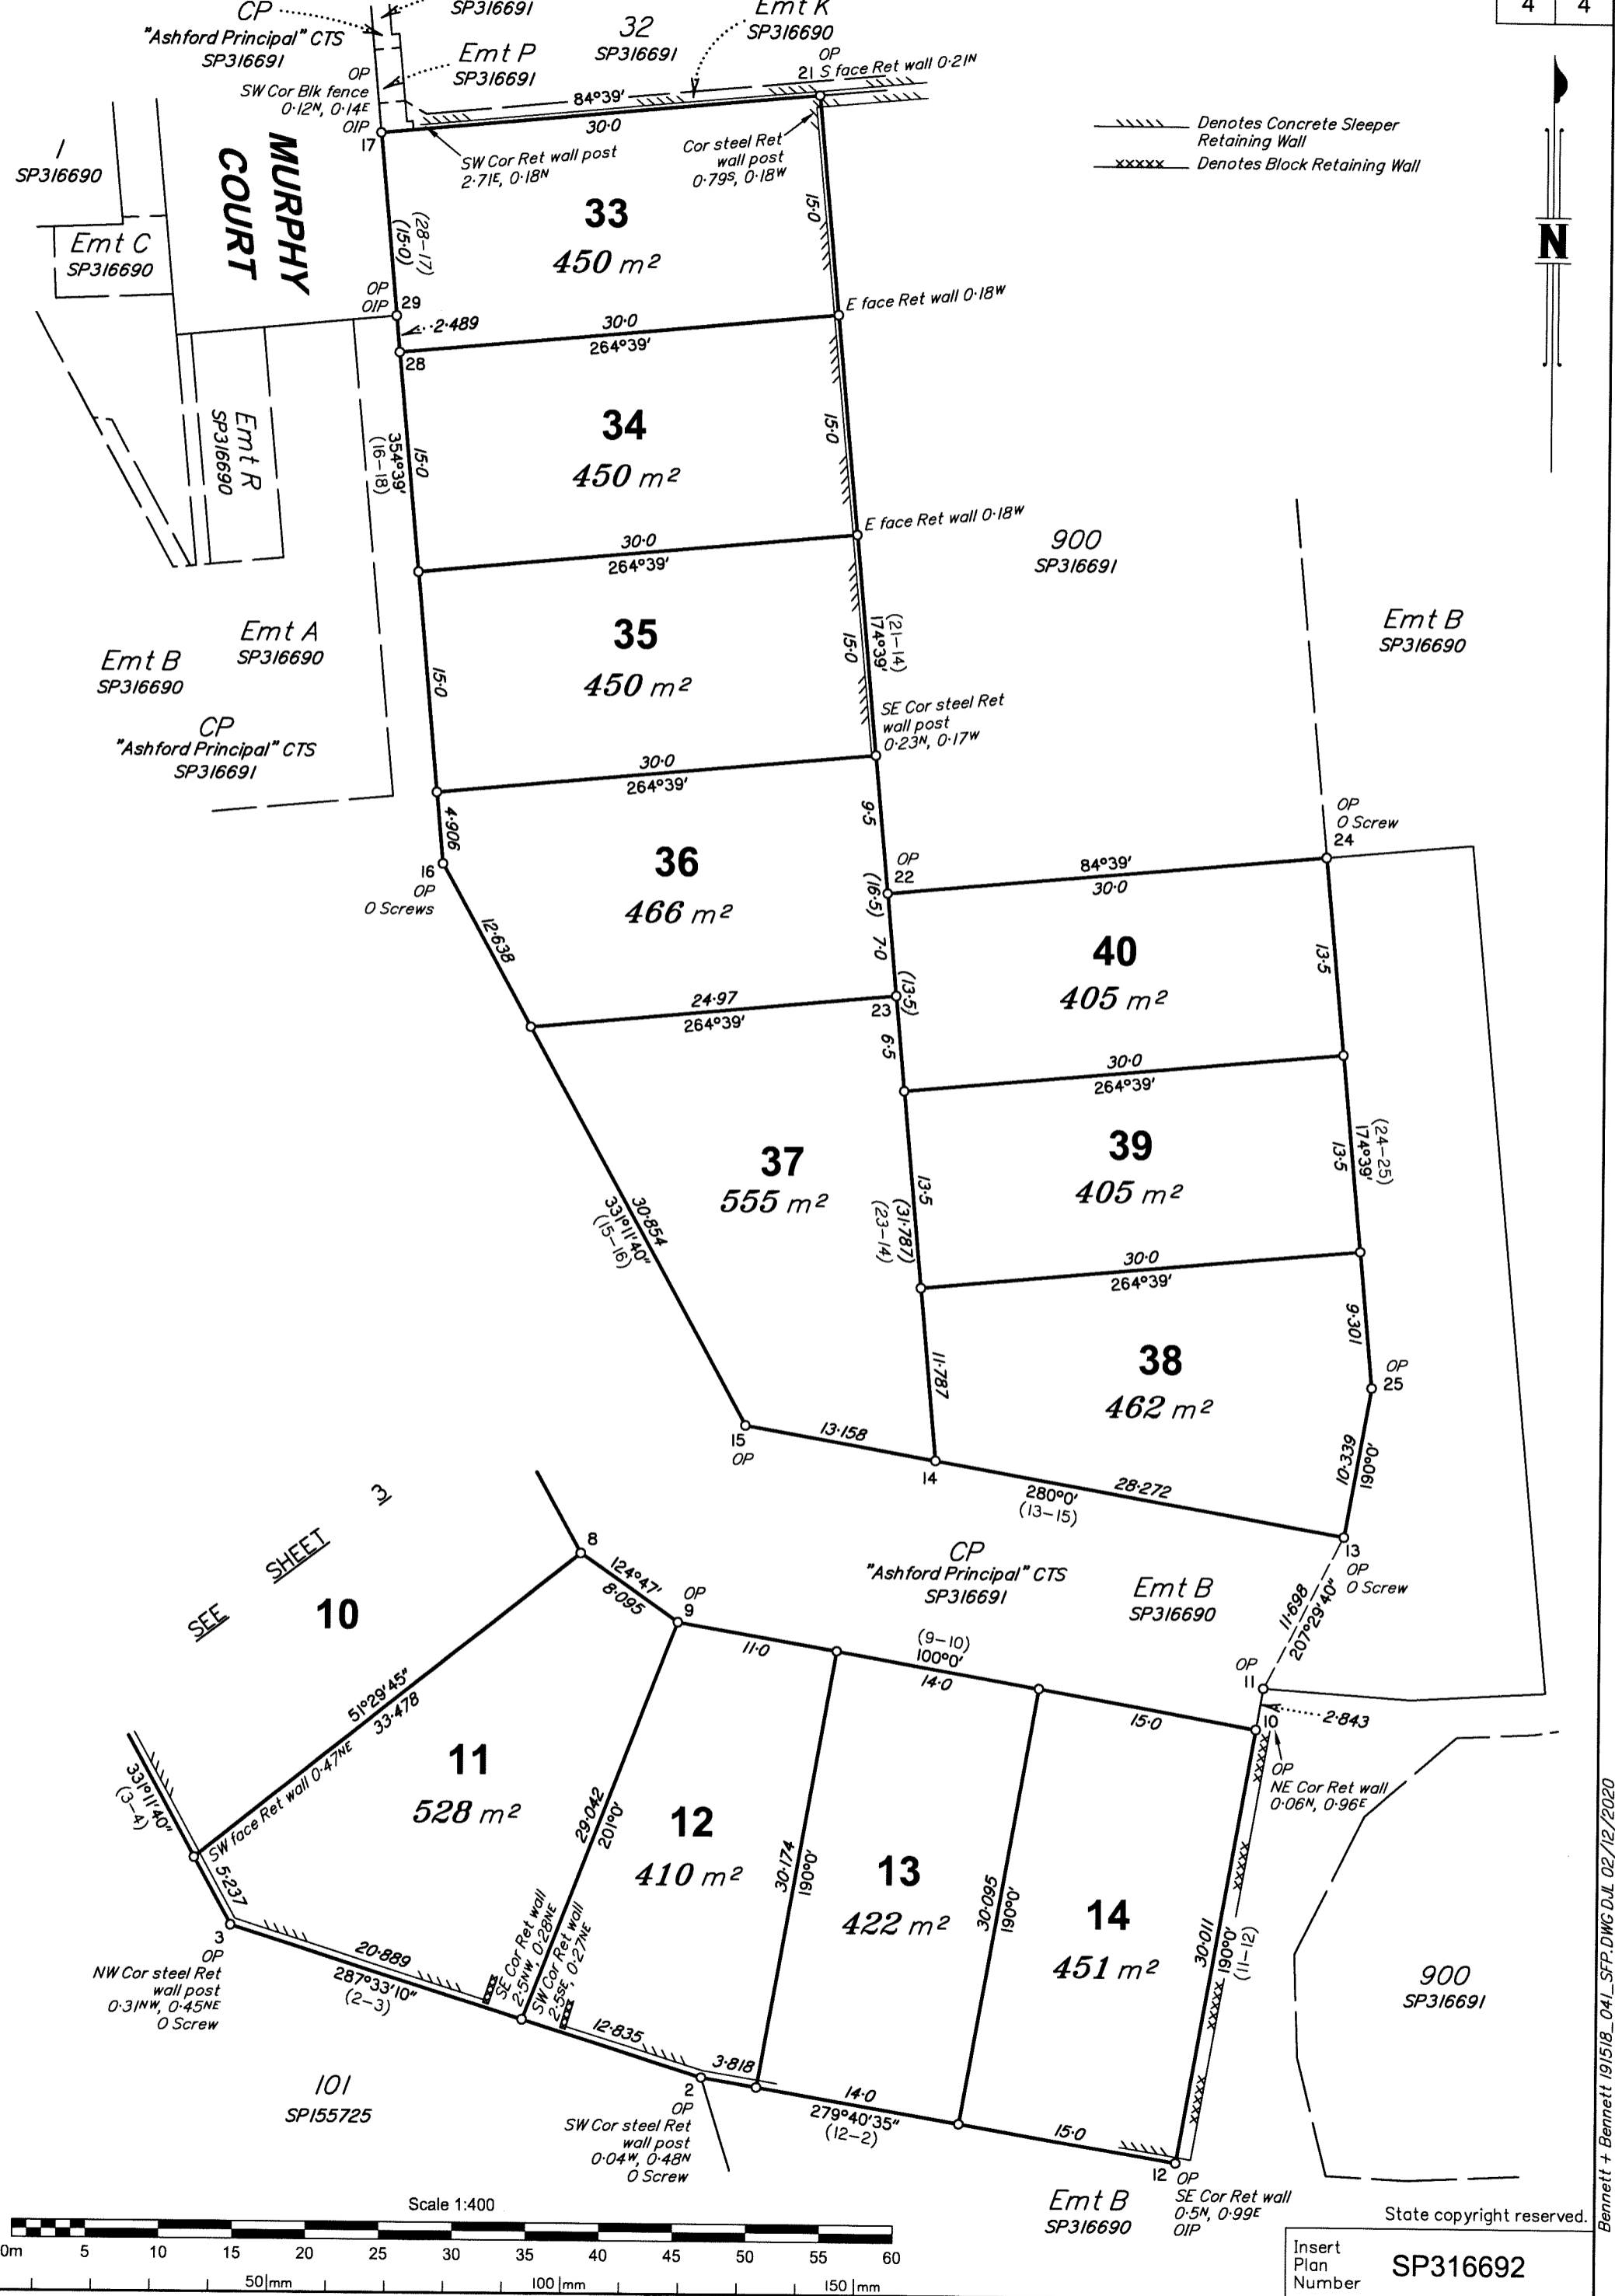 4 4
CP
"Ashford Principal" CTS
SP316691
SP316691
Emt P
SP316691
32
SP316691
Emt K
SP316690
OP
21 S face Ret wall 0·21N
OP
SW Cor Blk fence
0·12N, 0·14E
OIP
17
84°39'
30·0
SW Cor Ret wall post
2·71E, 0·18N
Cor steel Ret
wall post
0·79S, 0·18W
Denotes Concrete Sleeper
Retaining Wall
xxxxx Denotes Block Retaining Wall
N
1
SP316690
MURPHY
COURT
Emt C
SP316690
33
450 m²
(28-17)
(15·0)
15·0
OP
OIP
29
2·489
28
30·0
264°39'
E face Ret wall 0·18W
34
450 m²
15·0
15·0
354°39'
(16-18)
Emt R
SP316690
30·0
264°39'
E face Ret wall 0·18W
900
SP316691
Emt B
SP316690
35
450 m²
15·0
15·0
(21-14)
174°39'
Emt A
SP316690
Emt B
SP316690
CP
"Ashford Principal" CTS
SP316691
SE Cor steel Ret
wall post
0·23N, 0·17W
30·0
264°39'
4·906
16
OP
O Screws
36
466 m²
9·5
OP
22
(16·5)
7·0
12·638
24·97
264°39'
23
(13·5)
6·5
OP
O Screw
24
84°39'
30·0
40
405 m²
13·5
30·0
264°39'
39
405 m²
13·5
13·5
(24-25)
174°39'
37
555 m²
(31·787)
(23-14)
30·854
331°11'40"
(15-16)
30·0
264°39'
38
462 m²
9·301
OP
25
11·787
10·339
190°0'
15
OP
13·158
14
28·272
280°0'
(13-15)
13
OP
O Screw
11·698
207°29'40"
CP
"Ashford Principal" CTS
SP316691
Emt B
SP316690
SEE SHEET 3
10
8
124°47'
8·095
OP
9
11·0
(9-10)
100°0'
14·0
15·0
OP
11
10
2·843
OP
NE Cor Ret wall
0·06N, 0·96E
51°29'45"
33·478
SW face Ret wall 0·47NE
331°11'40"
(3-4)
5·237
11
528 m²
29·042
201°0'
12
410 m²
30·174
190°0'
13
422 m²
30·095
190°0'
14
451 m²
30·011
190°0'
(11-12)
xxxxx
xxxxx
xxxxx
xxxxx
900
SP316691
3
OP
NW Cor steel Ret
wall post
0·31NW, 0·45NE
O Screw
20·889
287°33'10"
(2-3)
SE Cor Ret wall
2·5NW, 0·28NE
SW Cor Ret wall
2·5SE, 0·27NE
12·835
3·818
2
OP
SW Cor steel Ret
wall post
0·04W, 0·48N
O Screw
14·0
279°40'35"
(12-2)
15·0
12
OP
SE Cor Ret wall
0·5N, 0·99E
OIP
101
SP155725
Emt B
SP316690
Scale 1:400
0m 5 10 15 20 25 30 35 40 45 50 55 60
50 mm 100 mm 150 mm
State copyright reserved.
Insert
Plan
Number
SP316692
Bennett + Bennett 191518_041_SFP.DWG DJL 02/12/2020